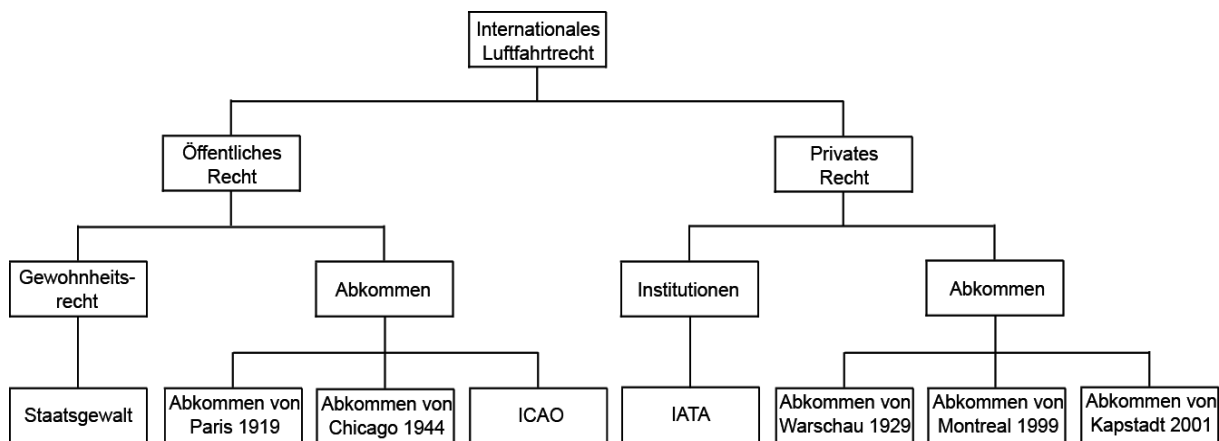 Internationales
Luftfahrtrecht
Öffentliches
Recht
Privates
Recht
Gewohnheits-
recht
Abkommen
Institutionen
Abkommen
Staatsgewalt
Abkommen von
Paris 1919
Abkommen von
Chicago 1944
ICAO
IATA
Abkommen von
Warschau 1929
Abkommen von
Montreal 1999
Abkommen von
Kapstadt 2001